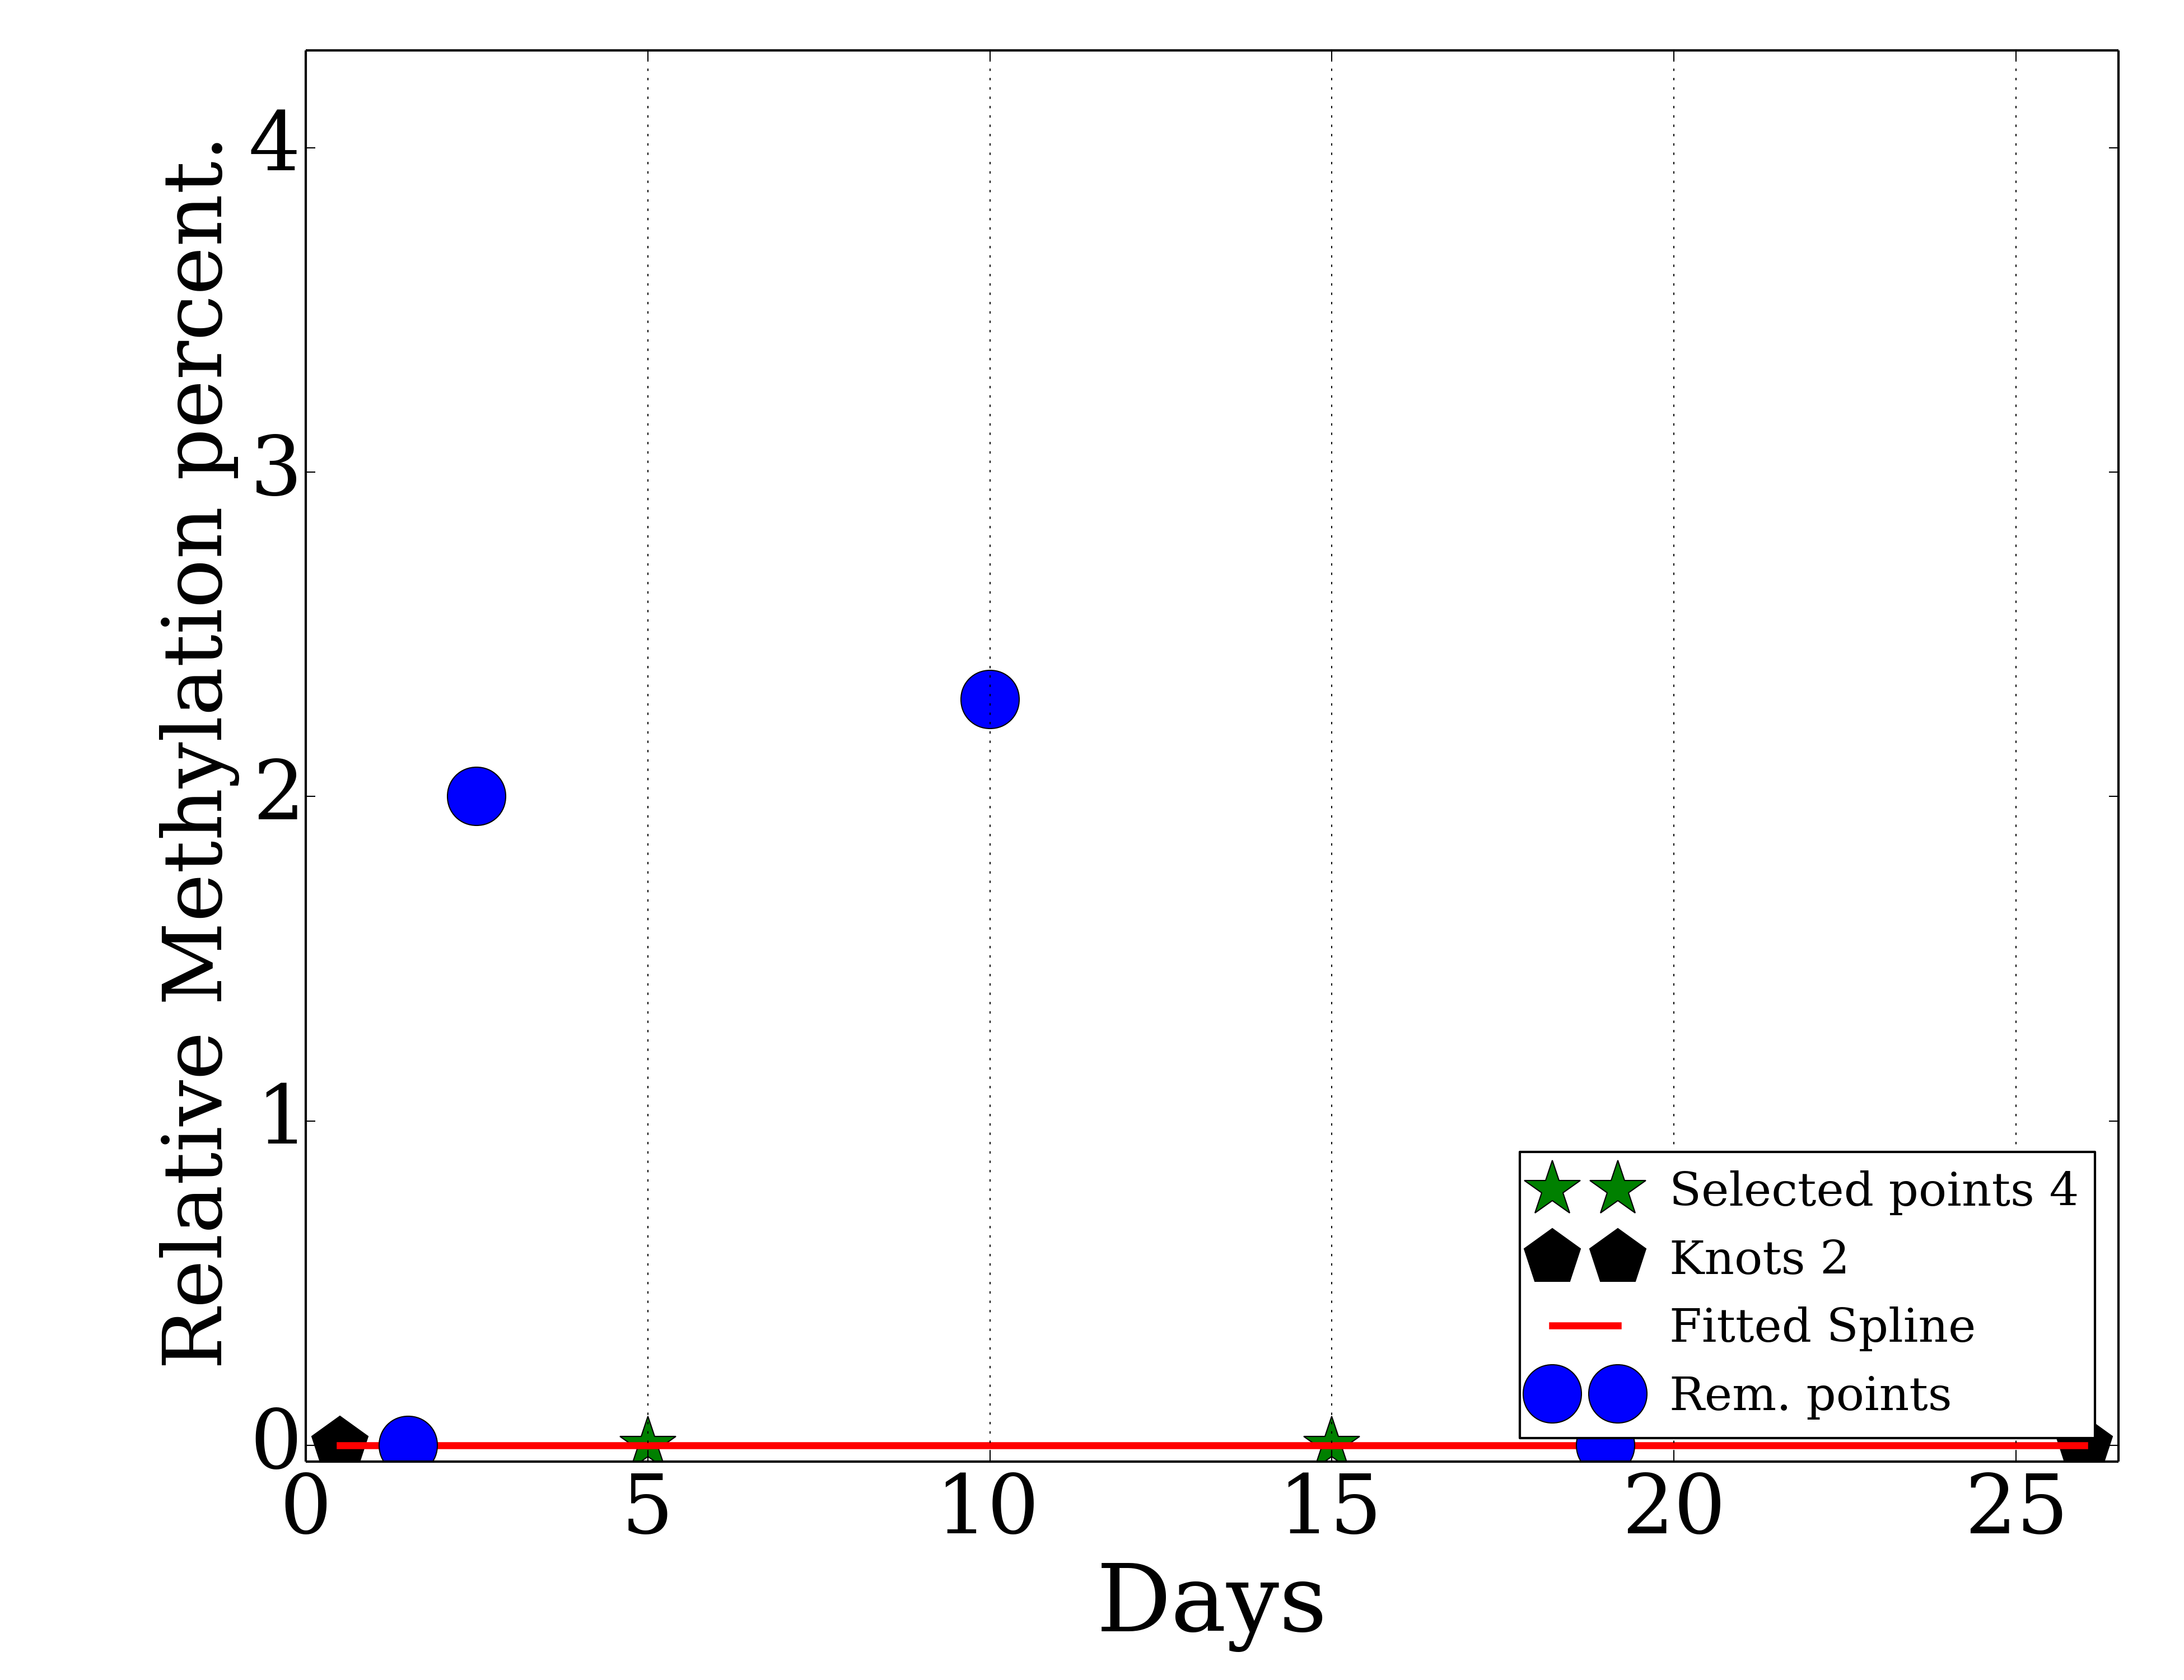 Relative Methylation percent.
4
3
2
1
0
0 5 10 15 20 25
Days
Selected points 4
Knots 2
Fitted Spline
Rem. points